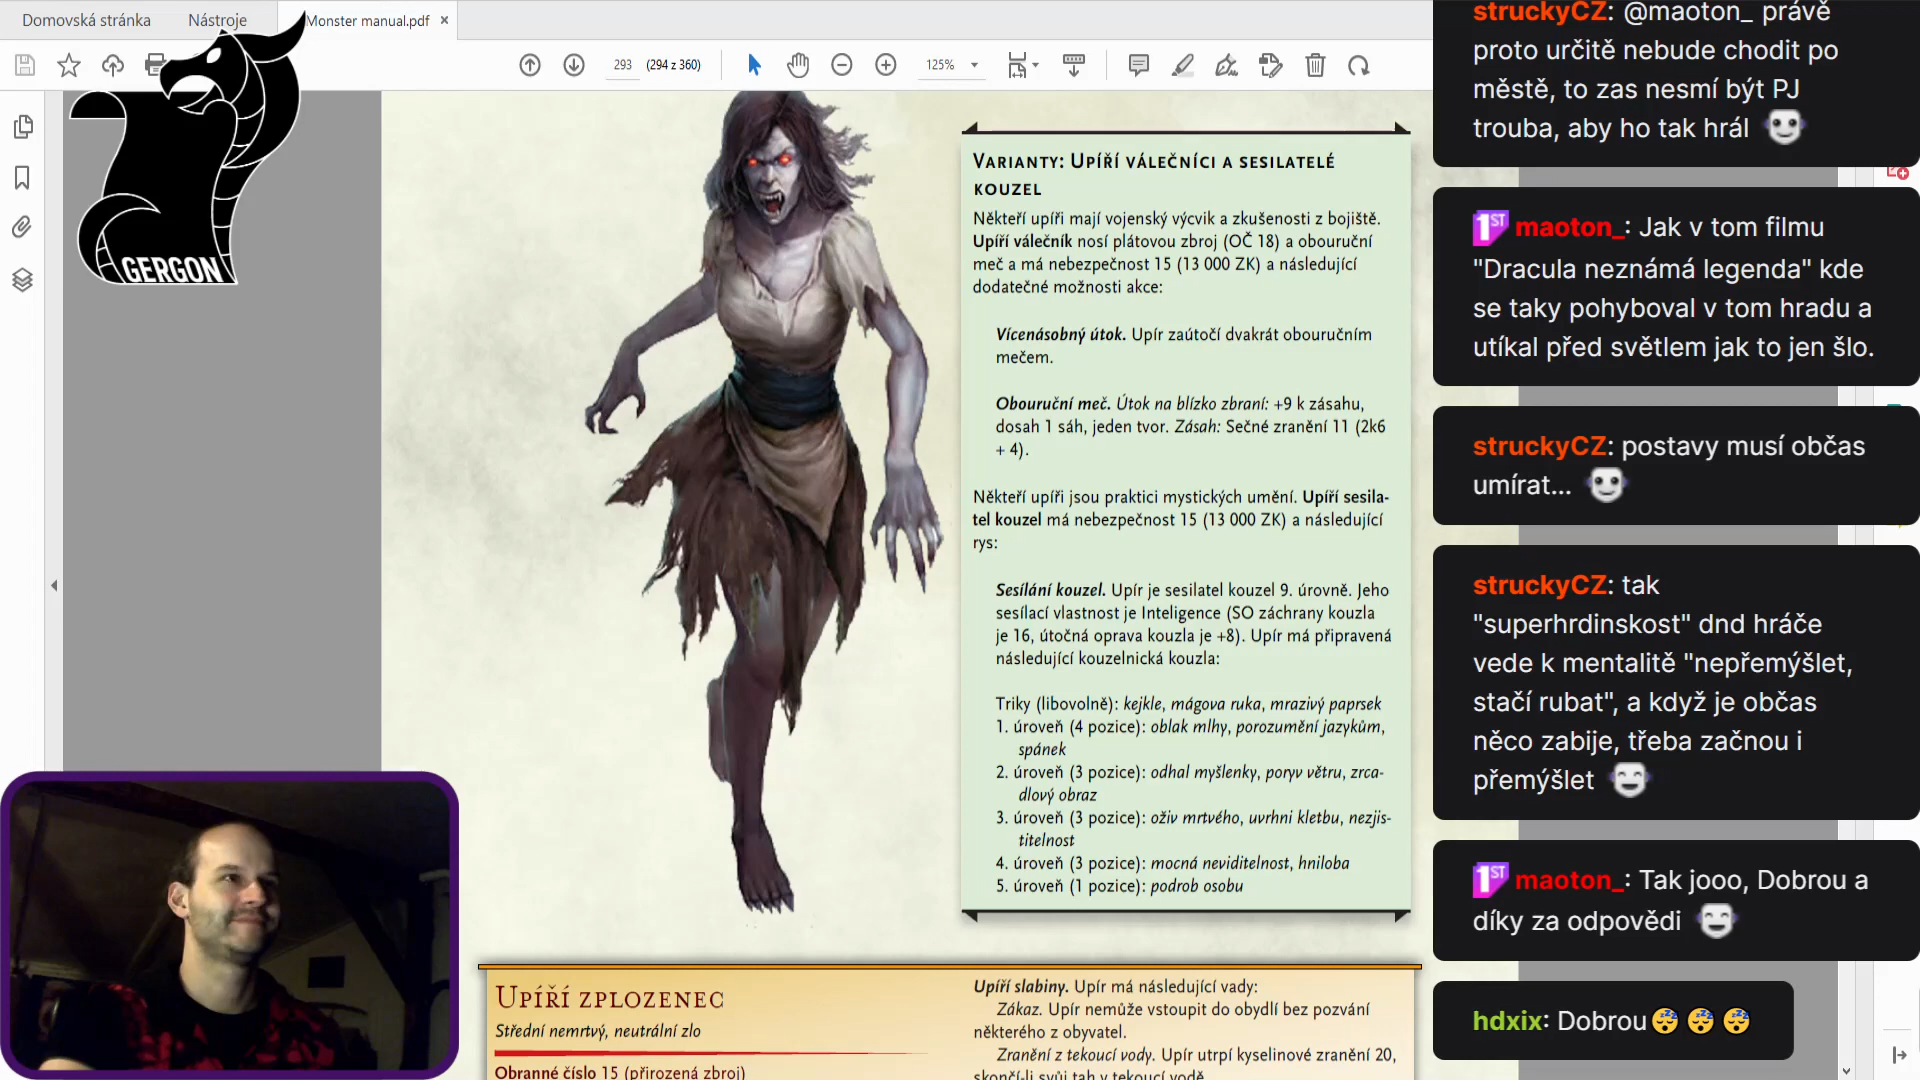 Domovská stránka
Nástroje
Monster manual.pdf
293
(294 z 360)
125%
GERGON
VARIANTY: UPÍŘÍ VÁLEČNÍCI A SESILATELÉ
KOUZEL
Někteří upíři mají vojenský výcvik a zkušenosti z bojiště.
Upíří válečník nosí plátovou zbroj (OČ 18) a obouruční
meč a má nebezpečnost 15 (13 000 ZK) a následující
dodatečné možnosti akce:
Vícenásobný útok. Upír zaútočí dvakrát obouručním
mečem.
Obouruční meč. Útok na blízko zbraní: +9 k zásahu,
dosah 1 sáh, jeden tvor. Zásah: Sečné zranění 11 (2k6
+ 4).
Někteří upíři jsou praktici mystických umění. Upíří sesila-
tel kouzel má nebezpečnost 15 (13 000 ZK) a následující
rys:
Sesílání kouzel. Upír je sesilatel kouzel 9. úrovně. Jeho
sesílací vlastnost je Inteligence (SO záchrany kouzla
je 16, útočná oprava kouzla je +8). Upír má připravená
následující kouzelnická kouzla:
Triky (libovolně): kejkle, mágova ruka, mrazivý paprsek
1. úroveň (4 pozice): oblak mlhy, porozumění jazykům,
spánek
2. úroveň (3 pozice): odhal myšlenky, poryv větru, zrca-
dlový obraz
3. úroveň (3 pozice): oživ mrtvého, uvrhni kletbu, nezjis-
titelnost
4. úroveň (3 pozice): mocná neviditelnost, hniloba
5. úroveň (1 pozice): podrob osobu
UPÍŘÍ ZPLOZENEC
Střední nemrtvý, neutrální zlo
Obranné číslo 15 (přirozená zbroj)
Upíří slabiny. Upír má následující vady:
Zákaz. Upír nemůže vstoupit do obydlí bez pozvání
některého z obyvatel.
Zranění z tekoucí vody. Upír utrpí kyselinové zranění 20,
skončí-li svůj tah v tekoucí vodě.
struckyCZ: @maoton_ právě
proto určitě nebude chodit po
městě, to zas nesmí být PJ
trouba, aby ho tak hrál
1ST maoton_: Jak v tom filmu
"Dracula neznámá legenda" kde
se taky pohyboval v tom hradu a
utíkal před světlem jak to jen šlo.
struckyCZ: postavy musí občas
umírat...
struckyCZ: tak
"superhrdinskost" dnd hráče
vede k mentalitě "nepřemýšlet,
stačí rubat", a když je občas
něco zabije, třeba začnou i
přemýšlet
1ST maoton_: Tak jooo, Dobrou a
díky za odpovědi
hdxix: Dobrou😴 😴 😴